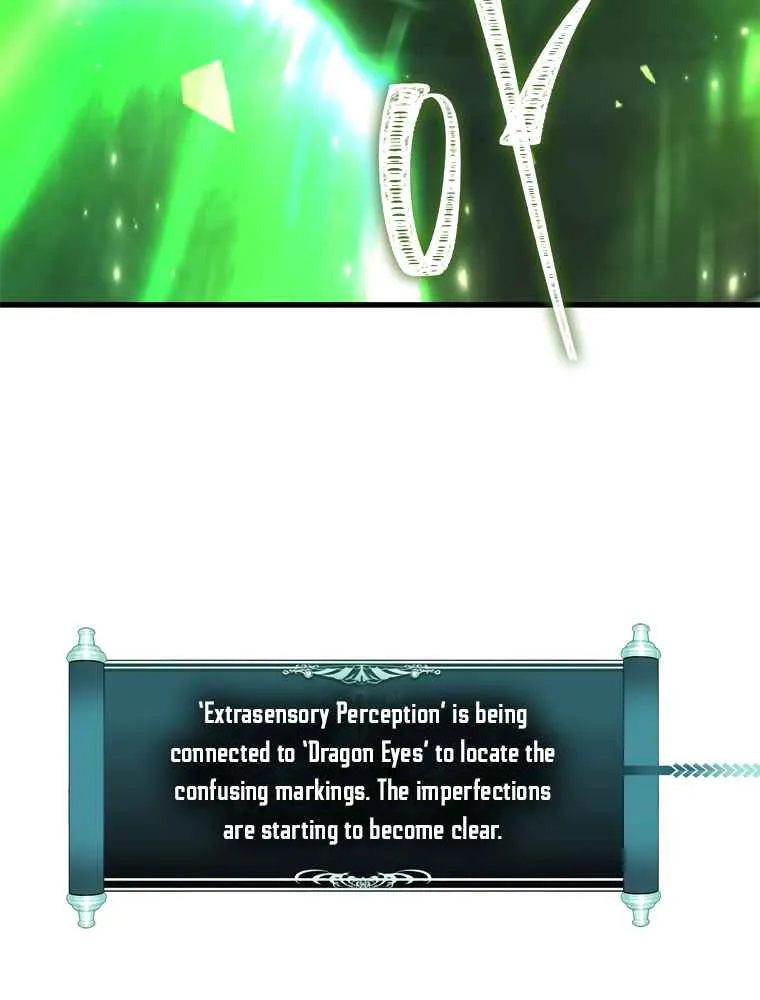 ‘Extrasensory Perception’ is being
connected to ‘Dragon Eyes’ to locate the
confusing markings. The imperfections
are starting to become clear.